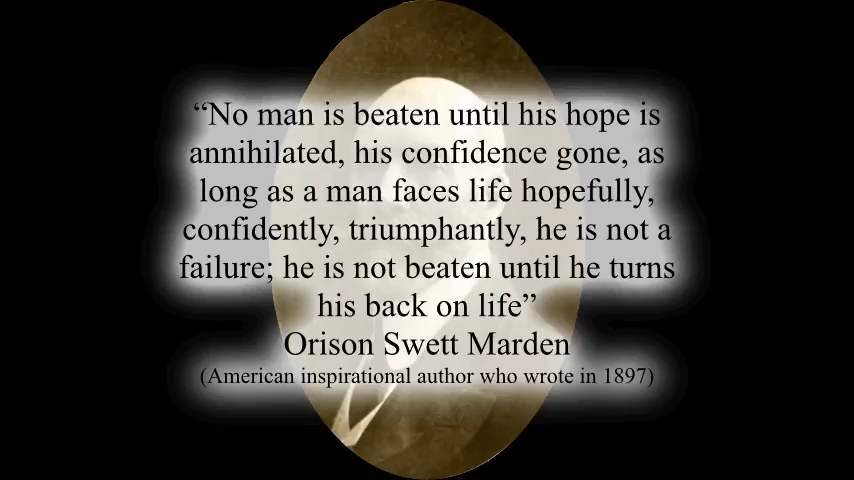 “No man is beaten until his hope is
annihilated, his confidence gone, as
long as a man faces life hopefully,
confidently, triumphantly, he is not a
failure; he is not beaten until he turns
his back on life”
Orison Swett Marden
(American inspirational author who wrote in 1897)